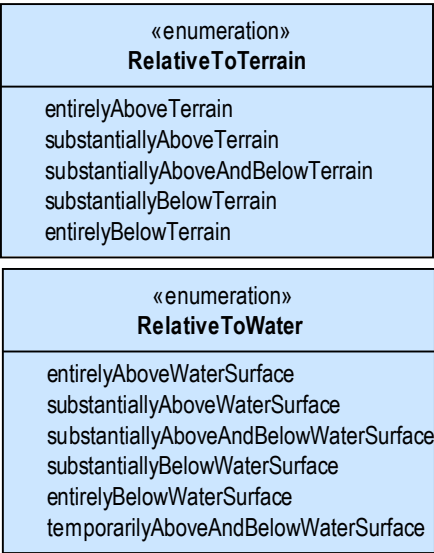 «enumeration»
RelativeToTerrain
entirelyAboveTerrain
substantiallyAboveTerrain
substantiallyAboveAndBelowTerrain
substantiallyBelowTerrain
entirelyBelowTerrain
«enumeration»
RelativeToWater
entirelyAboveWaterSurface
substantiallyAboveWaterSurface
substantiallyAboveAndBelowWaterSurface
substantiallyBelowWaterSurface
entirelyBelowWaterSurface
temporarilyAboveAndBelowWaterSurface